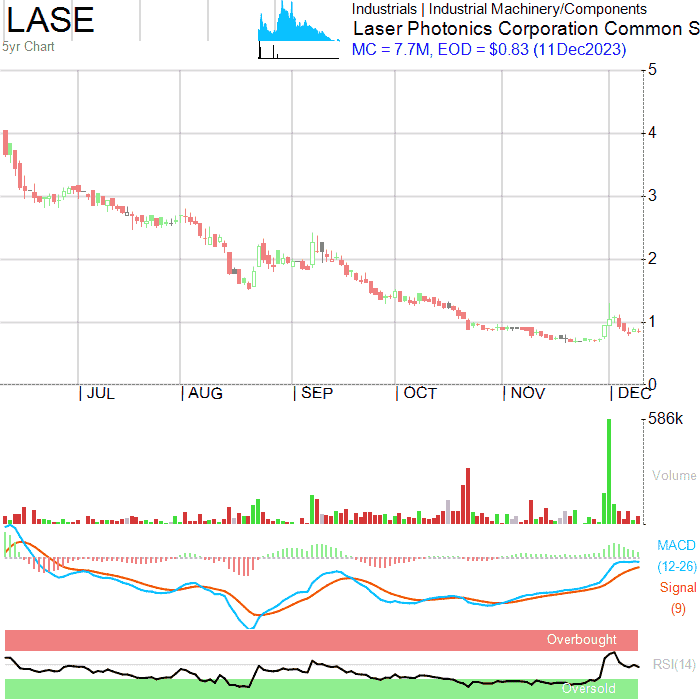 LASE
5yr Chart
Industrials | Industrial Machinery/Components
Laser Photonics Corporation Common S
MC = 7.7M, EOD = $0.83 (11Dec2023)
5
4
3
2
1
0
JUL AUG SEP OCT NOV DEC
586k
Volume
MACD
(12-26)
Signal
(9)
Overbought
RSI(14)
Oversold